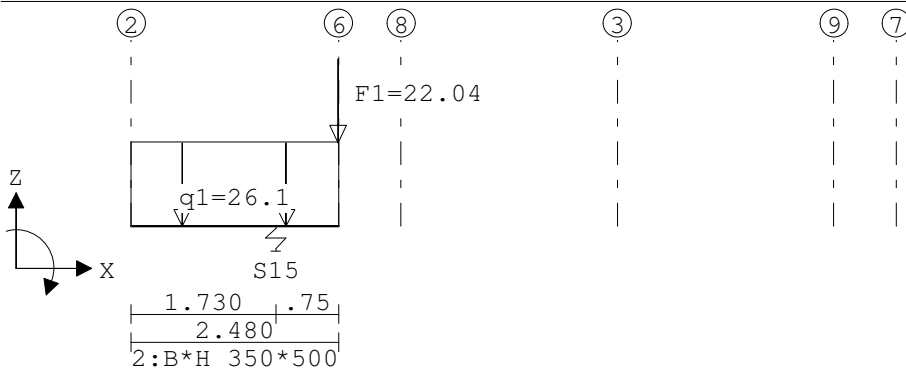 2 6 8 3 9 7
F1=22.04
q1=26.1
Z
X
S15
1.730 .75
2.480
2:B*H 350*500